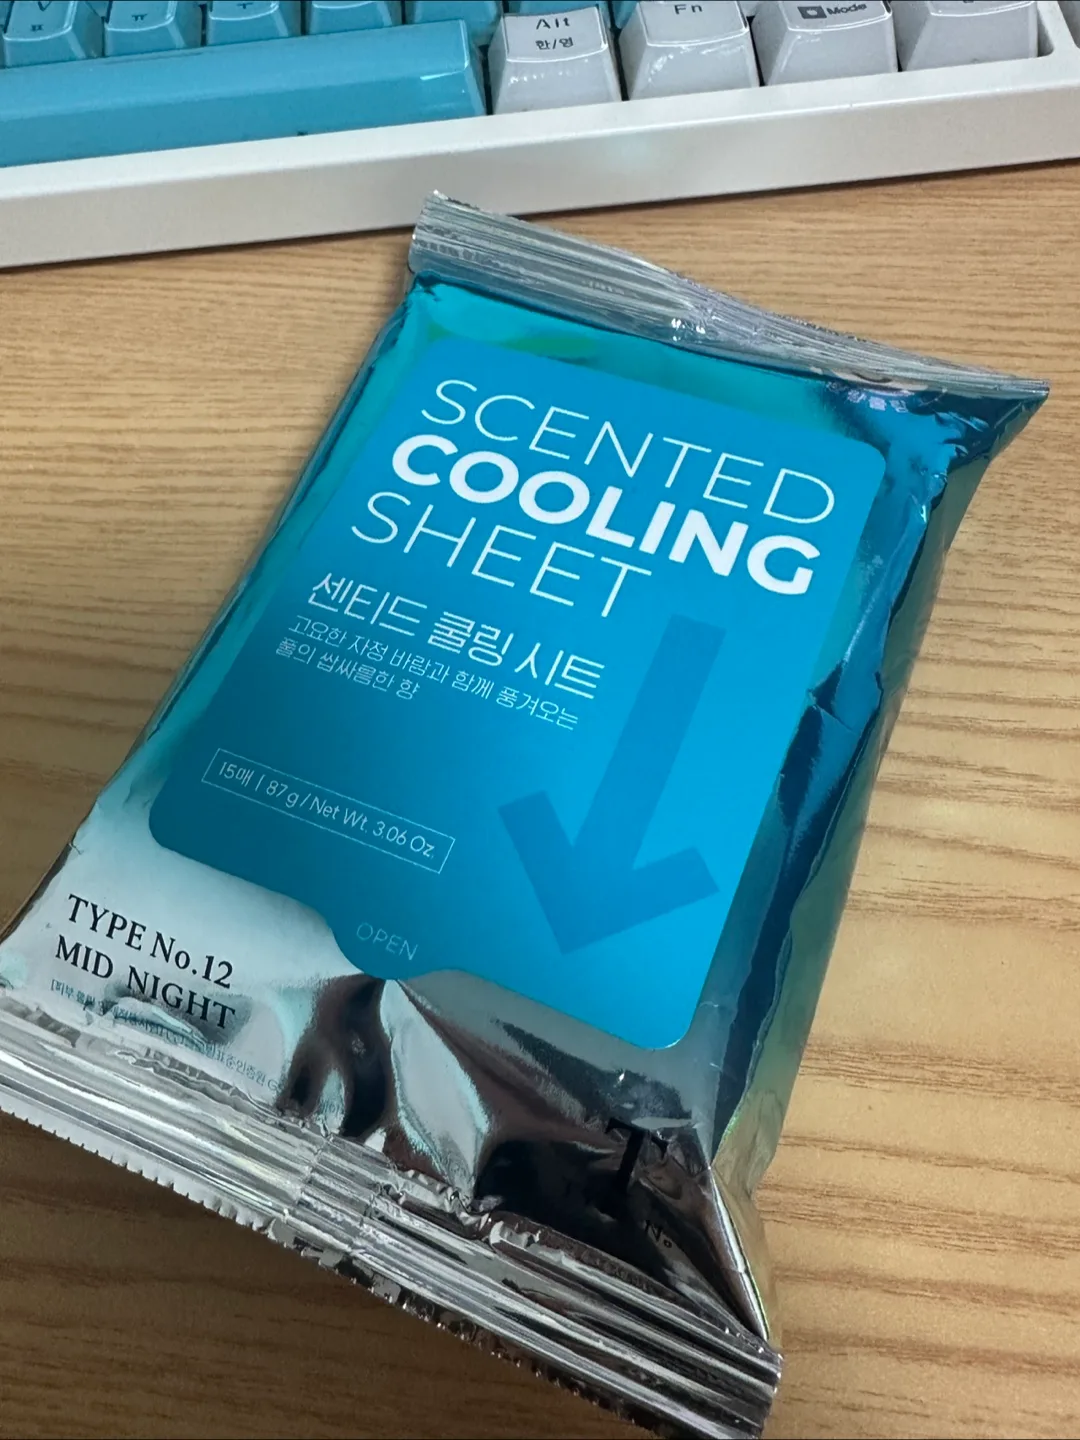 V
ㅍ
ㅠ
ㅜ
Alt
한/영
Fn
Mode
SCENTED
COOLING
SHEET
센티드 쿨링 시트
고요한 자정 바람과 함께 풍겨오는
풀의 쌉싸름한 향
15매 | 87 g / Net Wt. 3.06 Oz.
OPEN
TYPE No.12
MID NIGHT